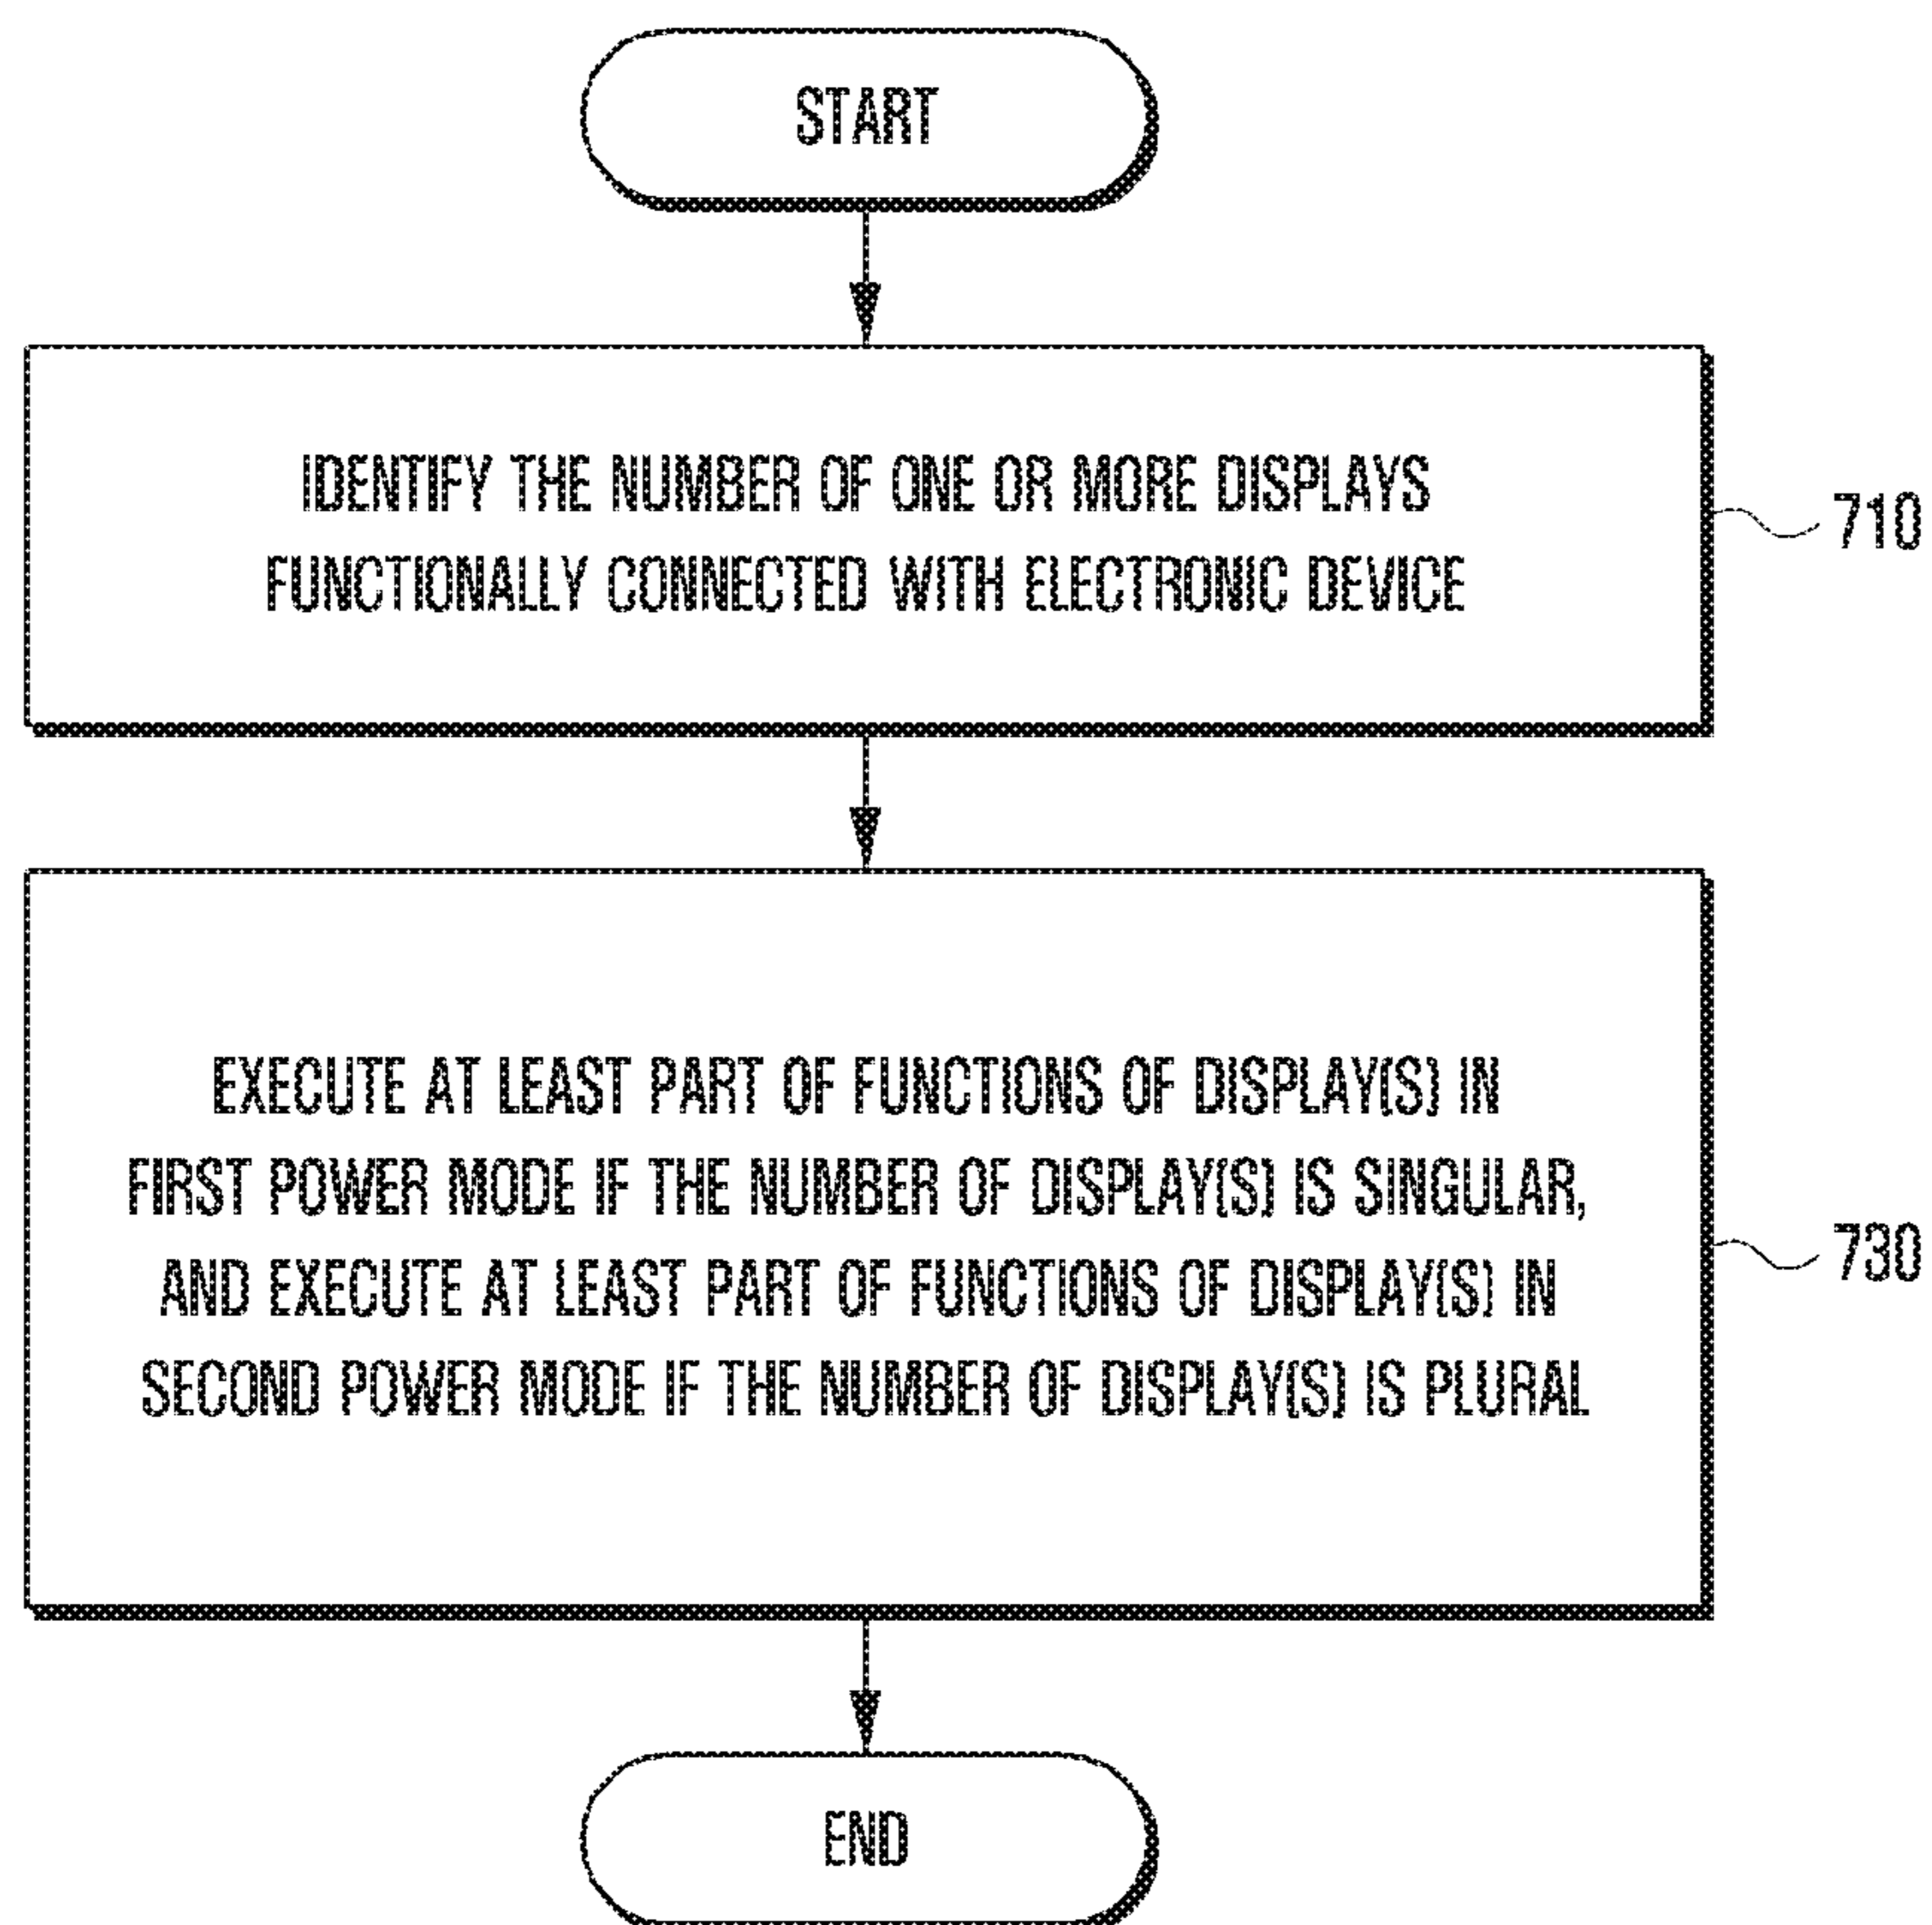 START
IDENTIFY THE NUMBER OF ONE OR MORE DISPLAYS
FUNCTIONALLY CONNECTED WITH ELECTRONIC DEVICE
710
EXECUTE AT LEAST PART OF FUNCTIONS OF DISPLAY(S) IN
FIRST POWER MODE IF THE NUMBER OF DISPLAY(S) IS SINGULAR,
AND EXECUTE AT LEAST PART OF FUNCTIONS OF DISPLAY(S) IN
SECOND POWER MODE IF THE NUMBER OF DISPLAY(S) IS PLURAL
730
END